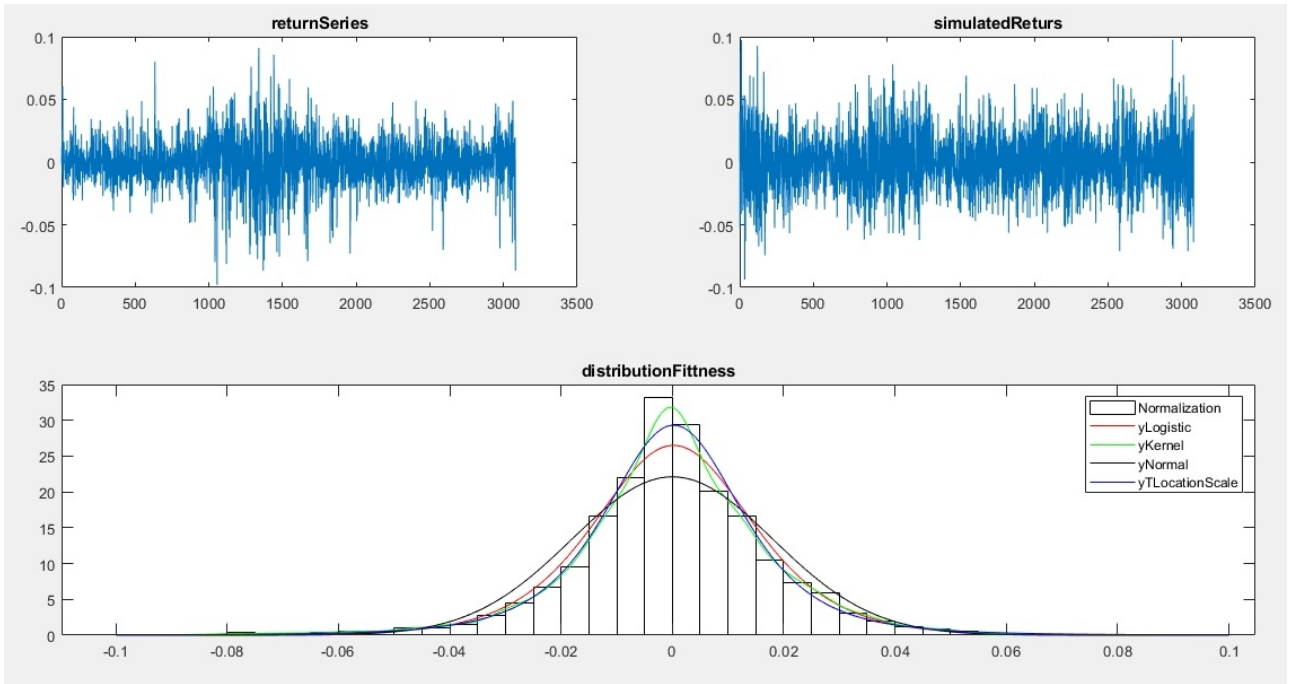 returnSeries
0.1
0.05
0
-0.05
-0.1
0 500 1000 1500 2000 2500 3000 3500
simulatedReturs
0.1
0.05
0
-0.05
-0.1
0 500 1000 1500 2000 2500 3000 3500
distributionFittness
35
30
25
20
15
10
5
0
-0.1 -0.08 -0.06 -0.04 -0.02 0 0.02 0.04 0.06 0.08 0.1
Normalization
yLogistic
yKernel
yNormal
yTLocationScale